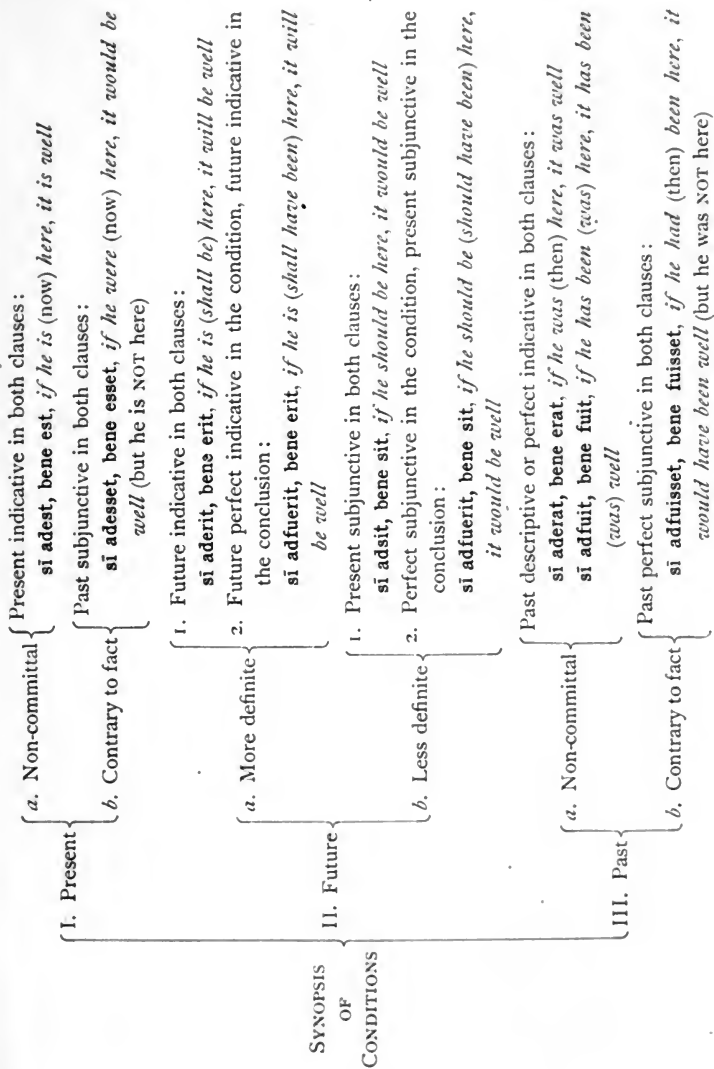 SYNOPSIS
OF
CONDITIONS
I. Present
a. Non-committal
Present indicative in both clauses:
sī adest, bene est, if he is (now) here, it is well
b. Contrary to fact
Past subjunctive in both clauses:
sī adesset, bene esset, if he were (now) here, it would be
well (but he is NOT here)
II. Future
a. More definite
1. Future indicative in both clauses:
sī aderit, bene erit, if he is (shall be) here, it will be well
2. Future perfect indicative in the condition, future indicative in
the conclusion:
sī adfuerit, bene erit, if he is (shall have been) here, it will
be well
b. Less definite
1. Present subjunctive in both clauses:
sī adsit, bene sit, if he should be here, it would be well
2. Perfect subjunctive in the condition, present subjunctive in the
conclusion:
sī adfuerit, bene sit, if he should be (should have been) here,
it would be well
III. Past
a. Non-committal
Past descriptive or perfect indicative in both clauses:
sī aderat, bene erat, if he was (then) here, it was well
sī adfuit, bene fuit, if he has been (was) here, it has been
(was) well
b. Contrary to fact
Past perfect subjunctive in both clauses:
sī adfuisset, bene fuisset, if he had (then) been here, it
would have been well (but he was NOT here)